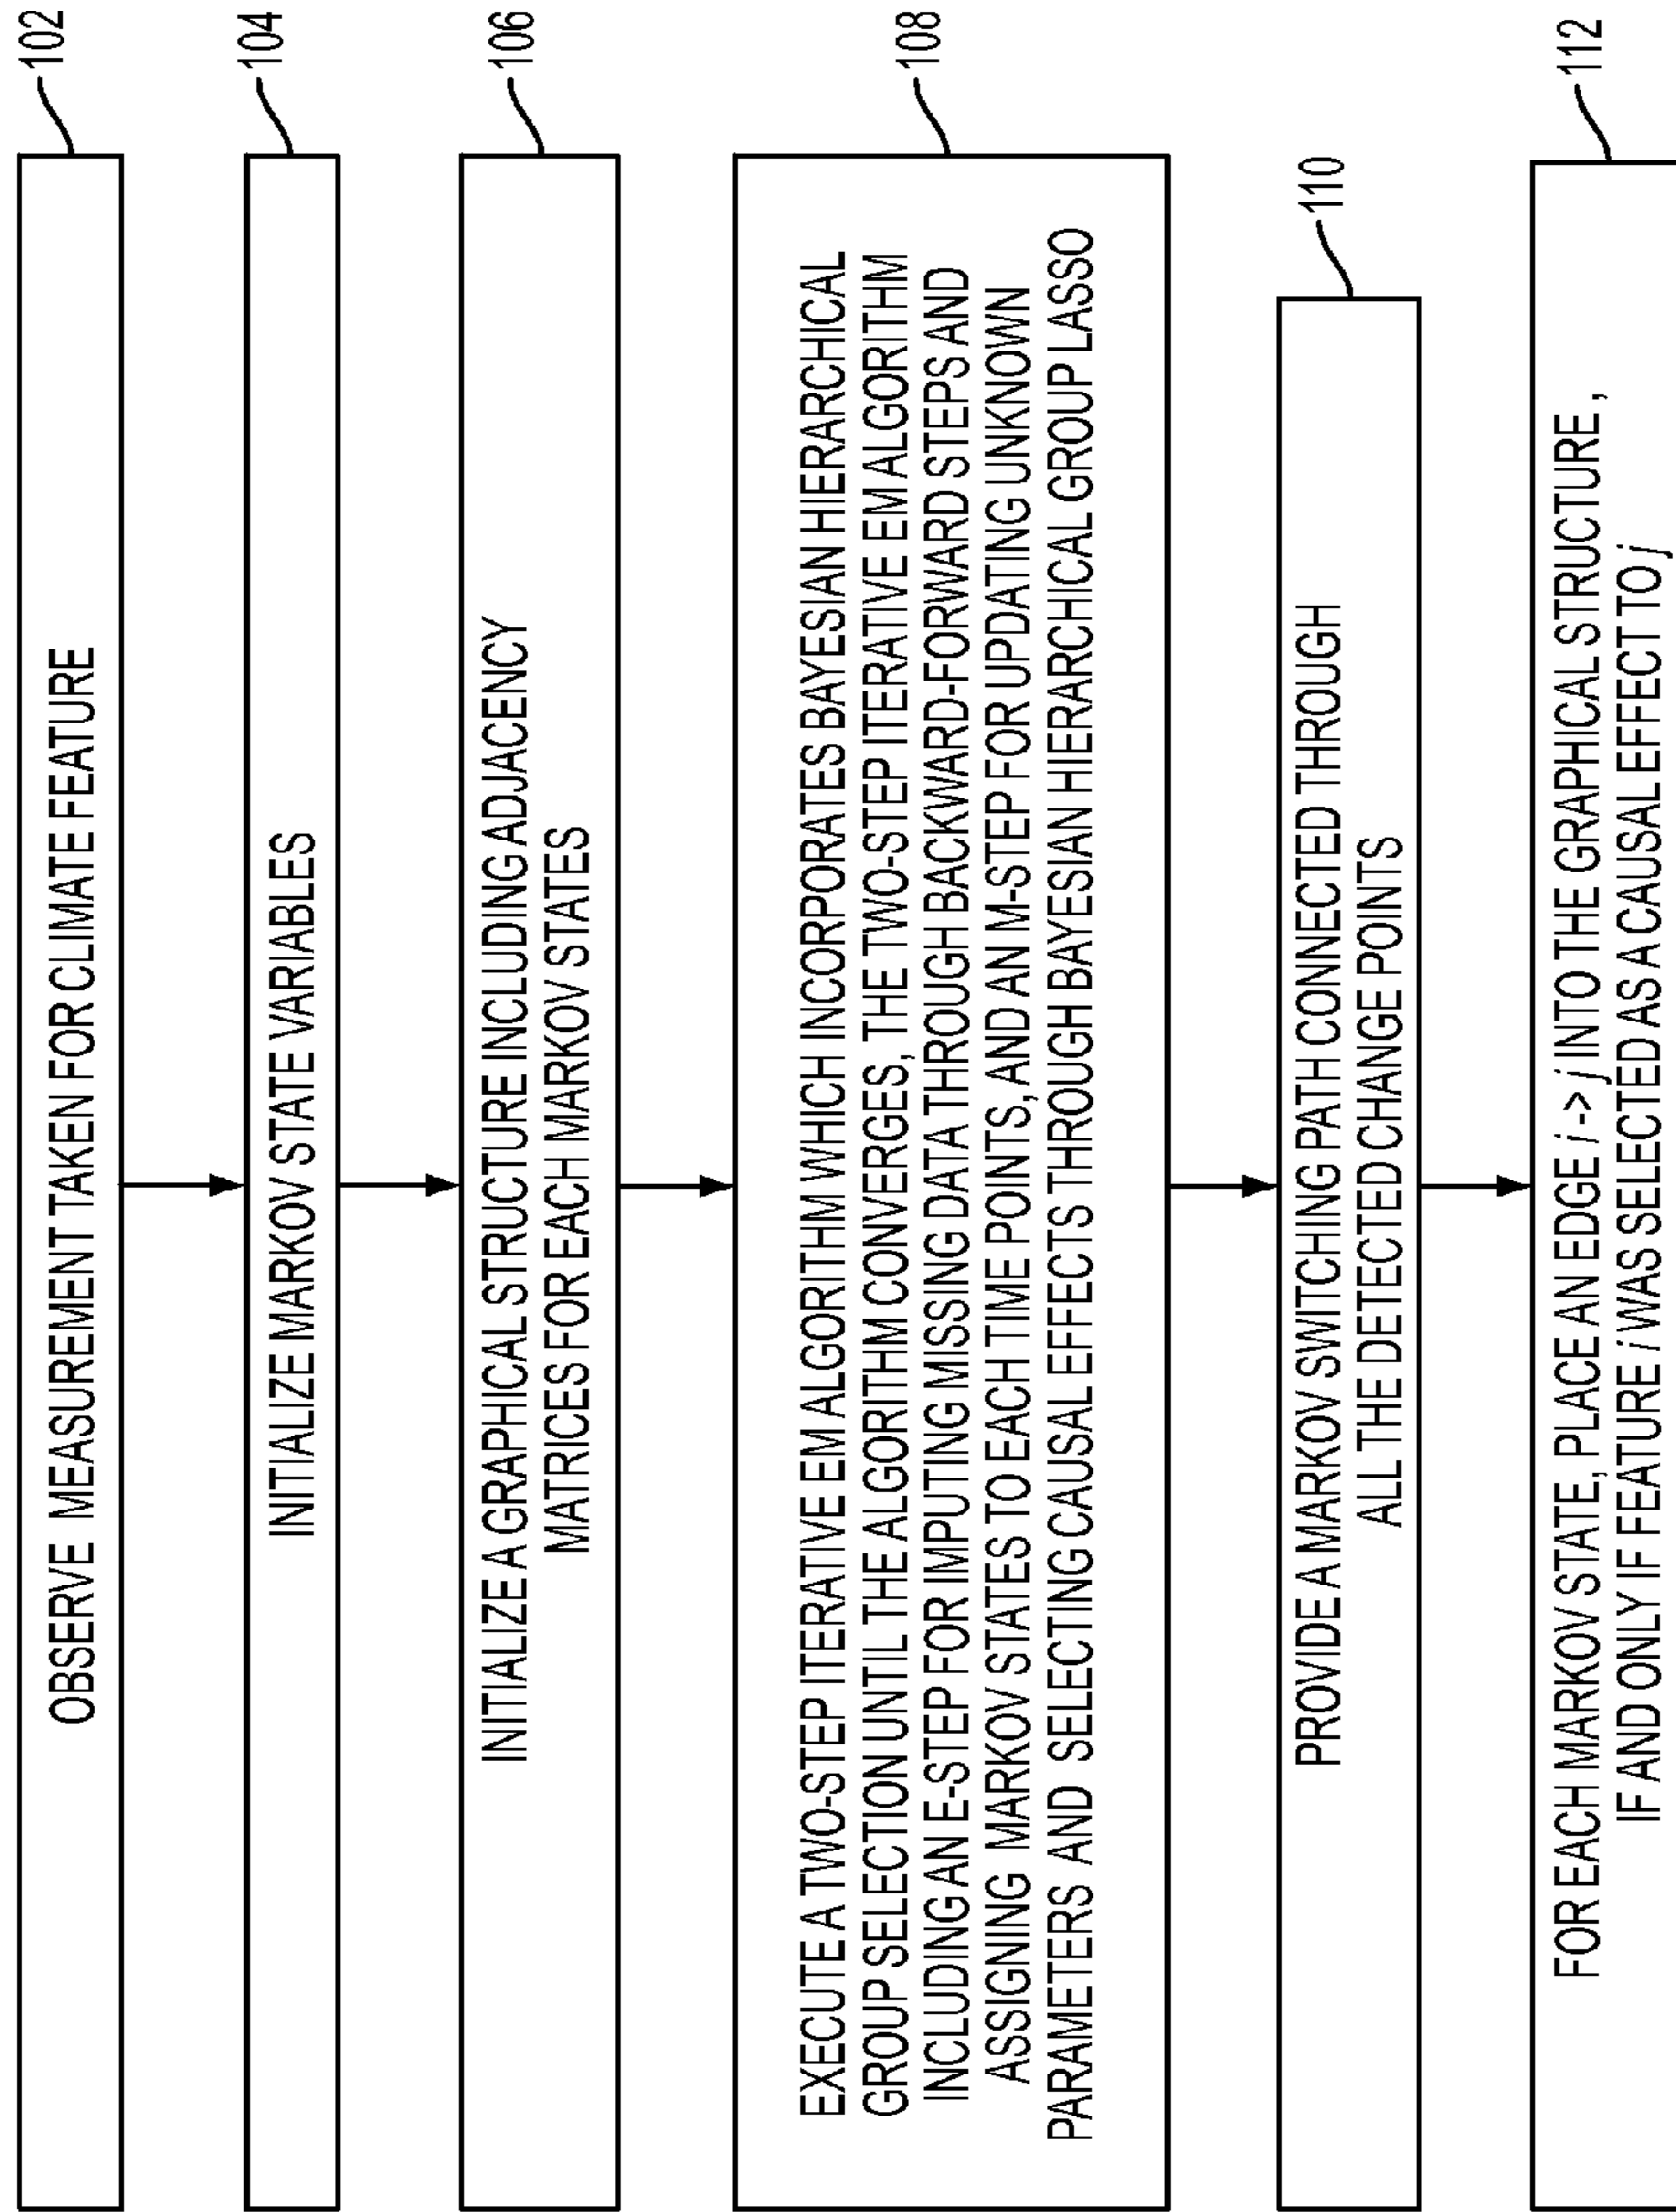 102
OBSERVE MEASUREMENT TAKEN FOR CLIMATE FEATURE
104
INITIALIZE MARKOV STATE VARIABLES
106
INITIALIZE A GRAPHICAL STRUCTURE INCLUDING ADJACENCY
MATRICES FOR EACH MARKOV STATES
108
EXECUTE A TWO-STEP ITERATIVE EM ALGORITHM WHICH INCORPORATES BAYESIAN HIERARCHICAL
GROUP SELECTION UNTIL THE ALGORITHM CONVERGES, THE TWO-STEP ITERATIVE EM ALGORITHM
INCLUDING AN E-STEP FOR IMPUTING MISSING DATA THROUGH BACKWARD-FORWARD STEPS AND
ASSIGNING MARKOV STATES TO EACH TIME POINTS, AND AN M-STEP FOR UPDATING UNKNOWN
PARAMETERS AND SELECTING CAUSAL EFFECTS THROUGH BAYESIAN HIERARCHICAL GROUP LASSO
110
PROVIDE A MARKOV SWITCHING PATH CONNECTED THROUGH
ALL THE DETECTED CHANGE POINTS
112
FOR EACH MARKOV STATE, PLACE AN EDGE i -> j INTO THE GRAPHICAL STRUCTURE ,
IF AND ONLY IF FEATURE i WAS SELECTED AS A CAUSAL EFFECT TO j